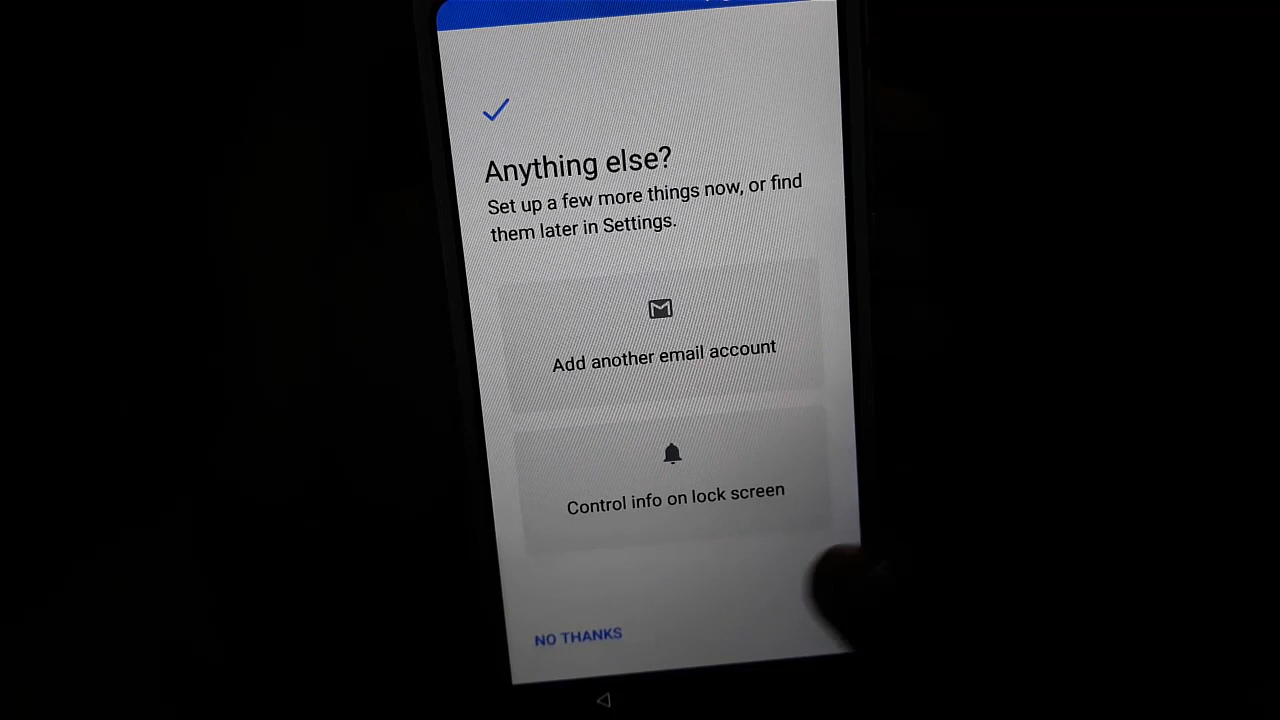 Anything else?
Set up a few more things now, or find
them later in Settings.
Add another email account
Control info on lock screen
NO THANKS